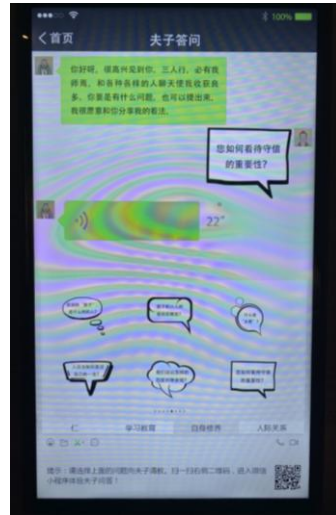 100%
首页
夫子答问
你好呀，很高兴见到你。三人行，必有我
师焉，和各种各样的人聊天使我收获良
多，你要是有什么问题，也可以提出来，
我很愿意和你分享我的看法。
您如何看待守信
的重要性？
22"
学习教育
自身修养
人际关系
提示：请选择上面的问题向夫子请教，扫一扫右侧二维码，进入微信
小程序体验夫子问答！